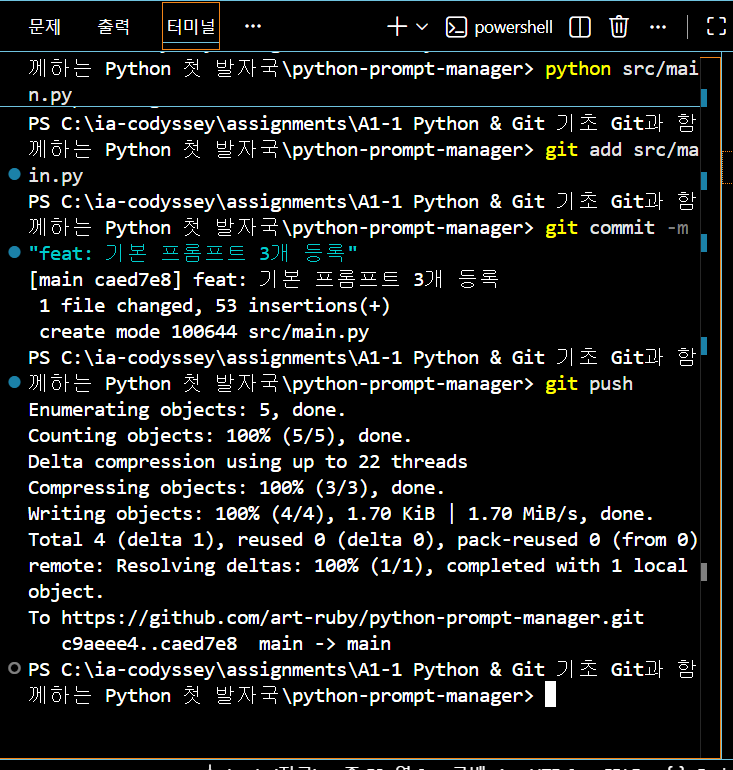 문제 출력 터미널 ··· powershell ···
께하는 Python 첫 발자국\python-prompt-manager> python src/mai
n.py
PS C:\ia-codyssey\assignments\A1-1 Python & Git 기초 Git과 함
께하는 Python 첫 발자국\python-prompt-manager> git add src/ma
in.py
PS C:\ia-codyssey\assignments\A1-1 Python & Git 기초 Git과 함
께하는 Python 첫 발자국\python-prompt-manager> git commit -m
"feat: 기본 프롬프트 3개 등록"
[main caed7e8] feat: 기본 프롬프트 3개 등록
 1 file changed, 53 insertions(+)
 create mode 100644 src/main.py
PS C:\ia-codyssey\assignments\A1-1 Python & Git 기초 Git과 함
께하는 Python 첫 발자국\python-prompt-manager> git push
Enumerating objects: 5, done.
Counting objects: 100% (5/5), done.
Delta compression using up to 22 threads
Compressing objects: 100% (3/3), done.
Writing objects: 100% (4/4), 1.70 KiB | 1.70 MiB/s, done.
Total 4 (delta 1), reused 0 (delta 0), pack-reused 0 (from 0)
remote: Resolving deltas: 100% (1/1), completed with 1 local
object.
To https://github.com/art-ruby/python-prompt-manager.git
   c9aeee4..caed7e8  main -> main
PS C:\ia-codyssey\assignments\A1-1 Python & Git 기초 Git과 함
께하는 Python 첫 발자국\python-prompt-manager>